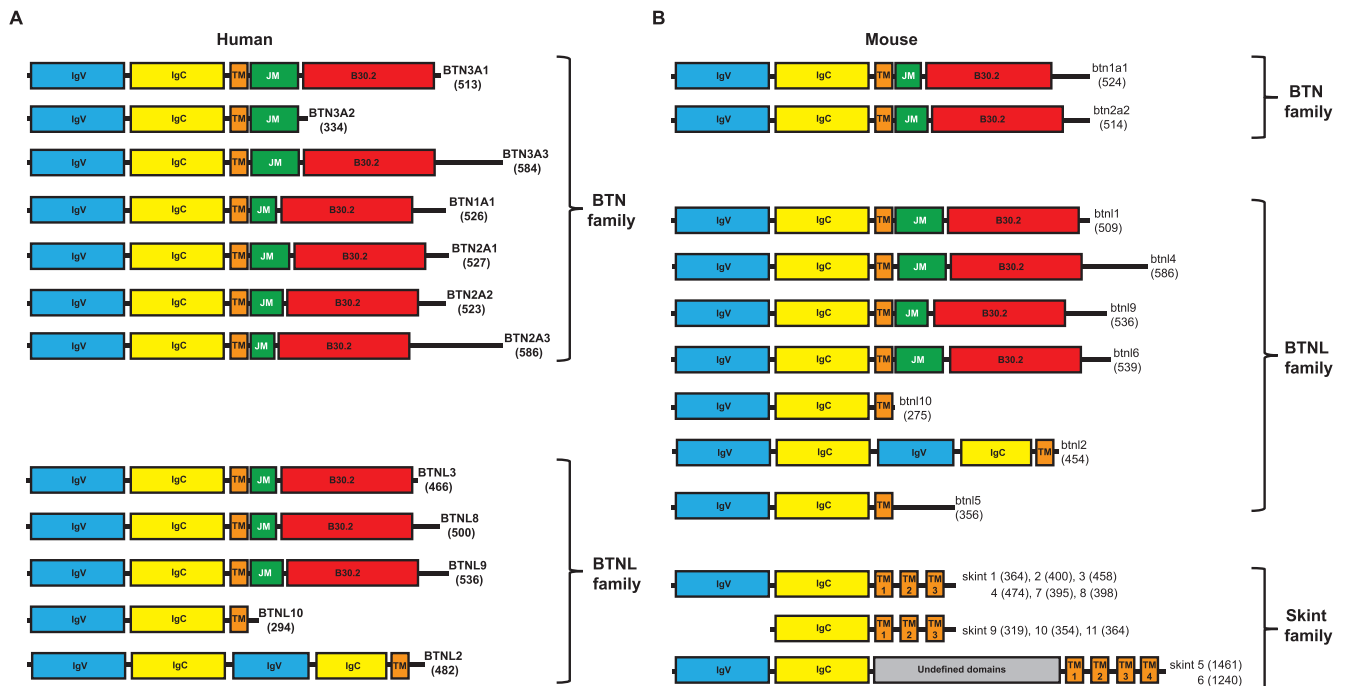 A
Human
IgV IgC TM JM B30.2 BTN3A1
(513)
IgV IgC TM JM BTN3A2
(334)
IgV IgC TM JM B30.2 BTN3A3
(584)
IgV IgC TM JM B30.2 BTN1A1
(526)
IgV IgC TM JM B30.2 BTN2A1
(527)
IgV IgC TM JM B30.2 BTN2A2
(523)
IgV IgC TM JM B30.2 BTN2A3
(586)
BTN
family
IgV IgC TM JM B30.2 BTNL3
(466)
IgV IgC TM JM B30.2 BTNL8
(500)
IgV IgC TM JM B30.2 BTNL9
(536)
IgV IgC TM BTNL10
(294)
IgV IgC IgV IgC TM BTNL2
(482)
BTNL
family
B
Mouse
IgV IgC TM JM B30.2 btn1a1
(524)
IgV IgC TM JM B30.2 btn2a2
(514)
BTN
family
IgV IgC TM JM B30.2 btnl1
(509)
IgV IgC TM JM B30.2 btnl4
(586)
IgV IgC TM JM B30.2 btnl9
(536)
IgV IgC TM JM B30.2 btnl6
(539)
IgV IgC TM btnl10
(275)
IgV IgC IgV IgC TM btnl2
(454)
IgV IgC TM btnl5
(356)
BTNL
family
IgV IgC TM TM TM skint 1 (364), 2 (400), 3 (458)
1 2 3 4 (474), 7 (395), 8 (398)
IgC TM TM TM skint 9 (319), 10 (354), 11 (364)
1 2 3
IgV IgC Undefined domains TM TM TM TM skint 5 (1461)
1 2 3 4 6 (1240)
Skint
family